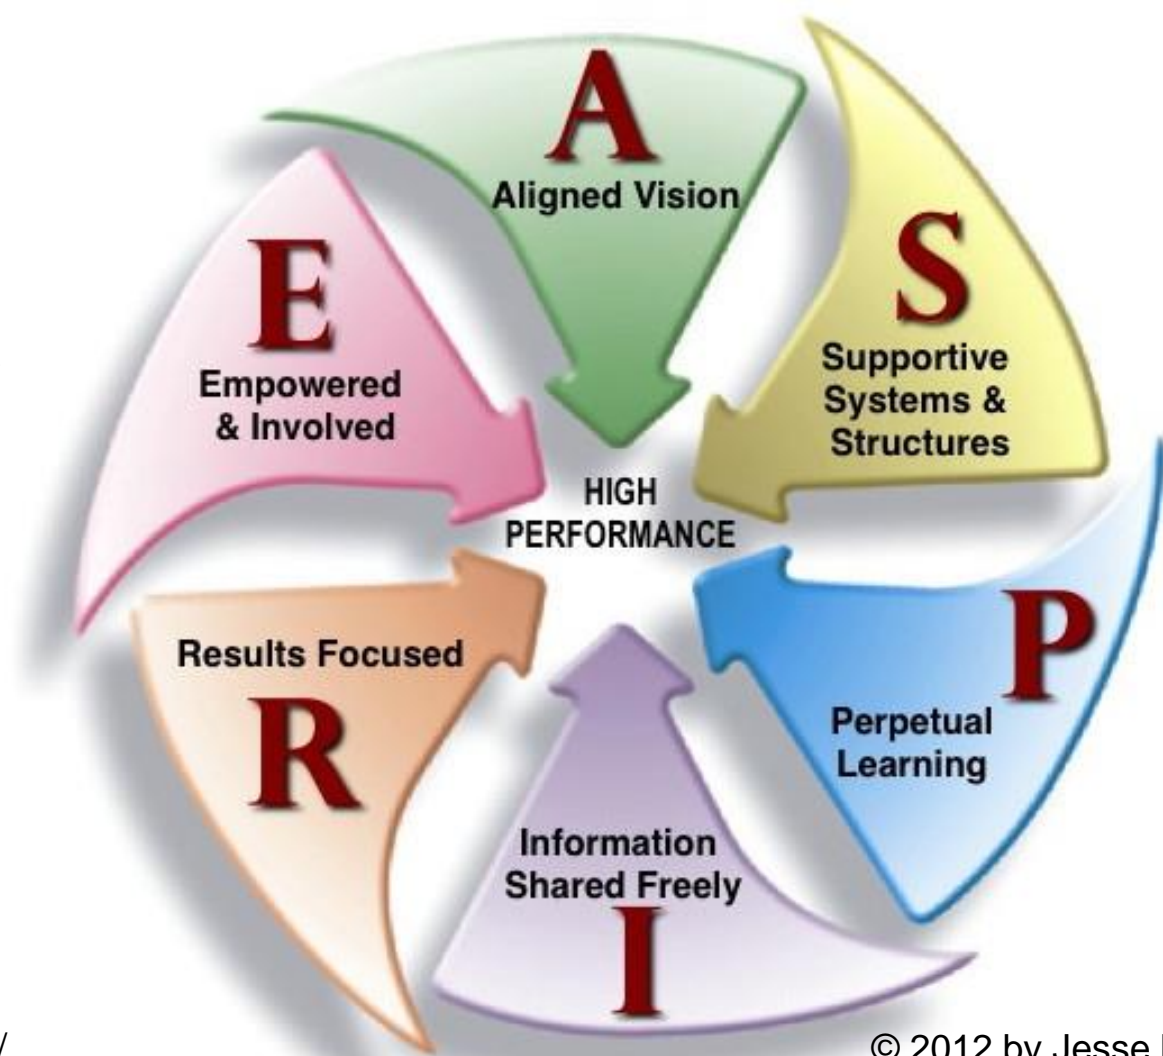 A
Aligned Vision
S
Supportive
Systems &
Structures
P
Perpetual
Learning
Information
Shared Freely
I
Results Focused
R
E
Empowered
& Involved
HIGH
PERFORMANCE
/
© 2012 by Jesse